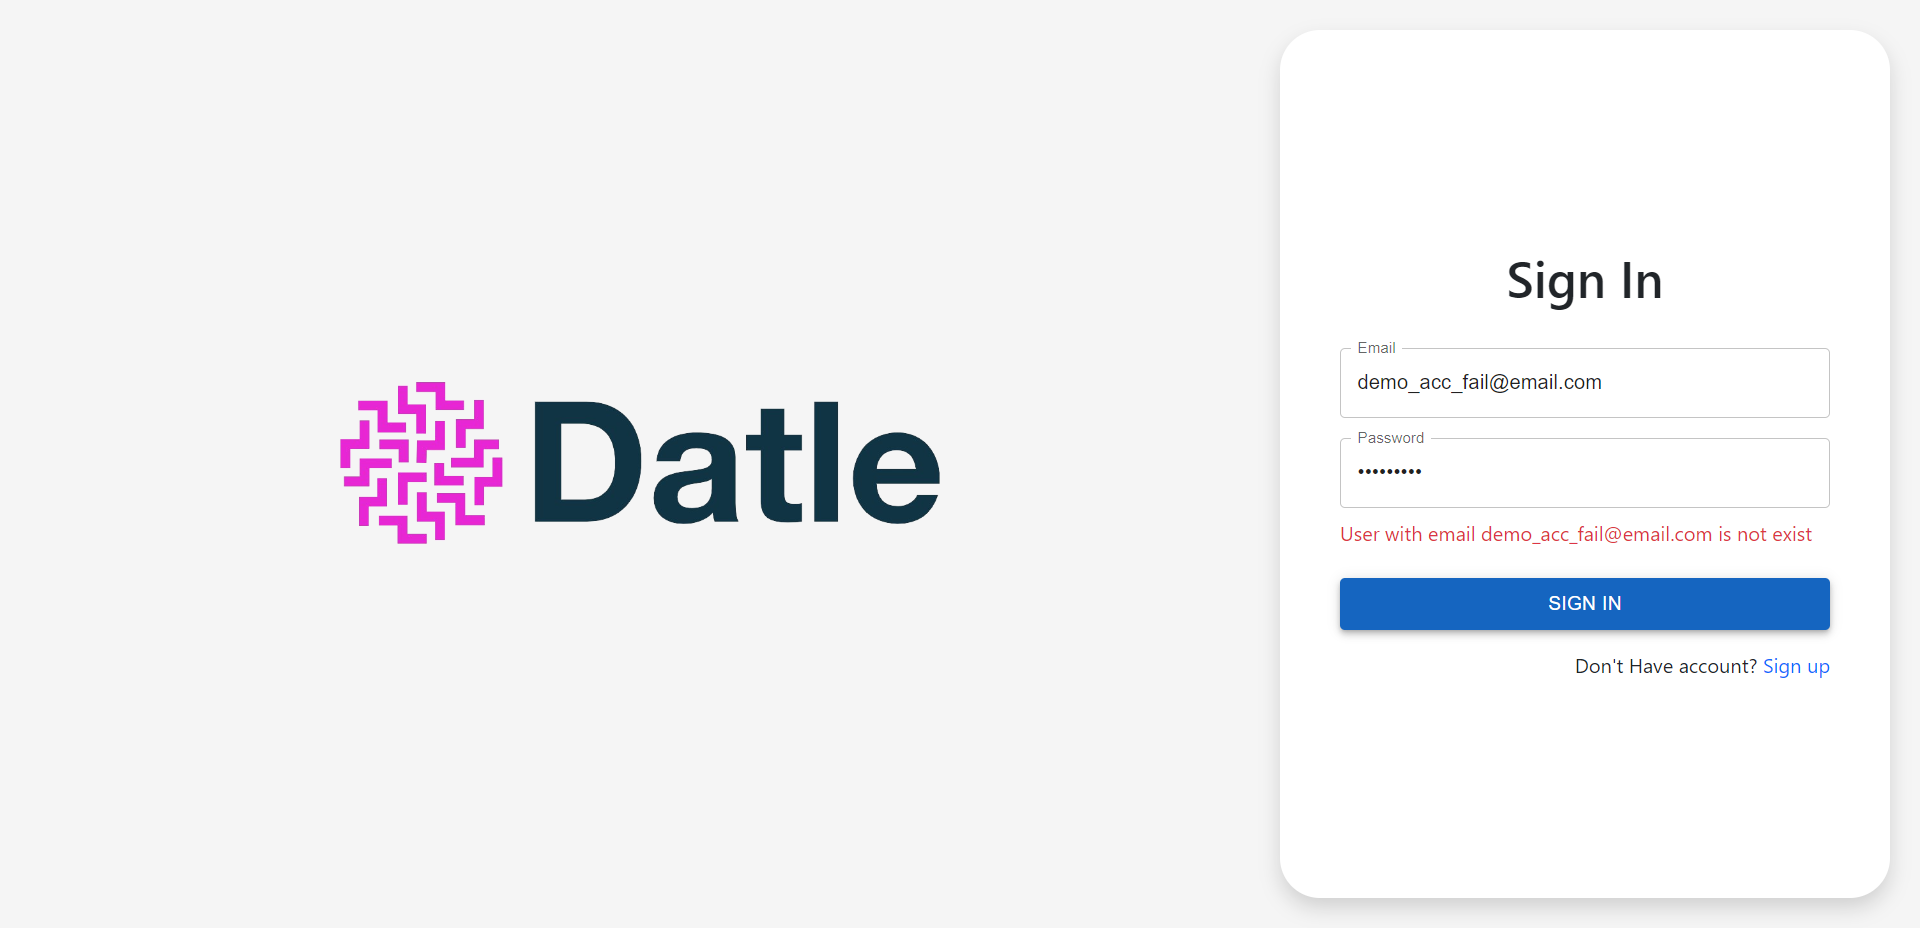 Datle
Sign In
Email
demo_acc_fail@email.com
Password
•••••••••
User with email demo_acc_fail@email.com is not exist
SIGN IN
Don't Have account? Sign up